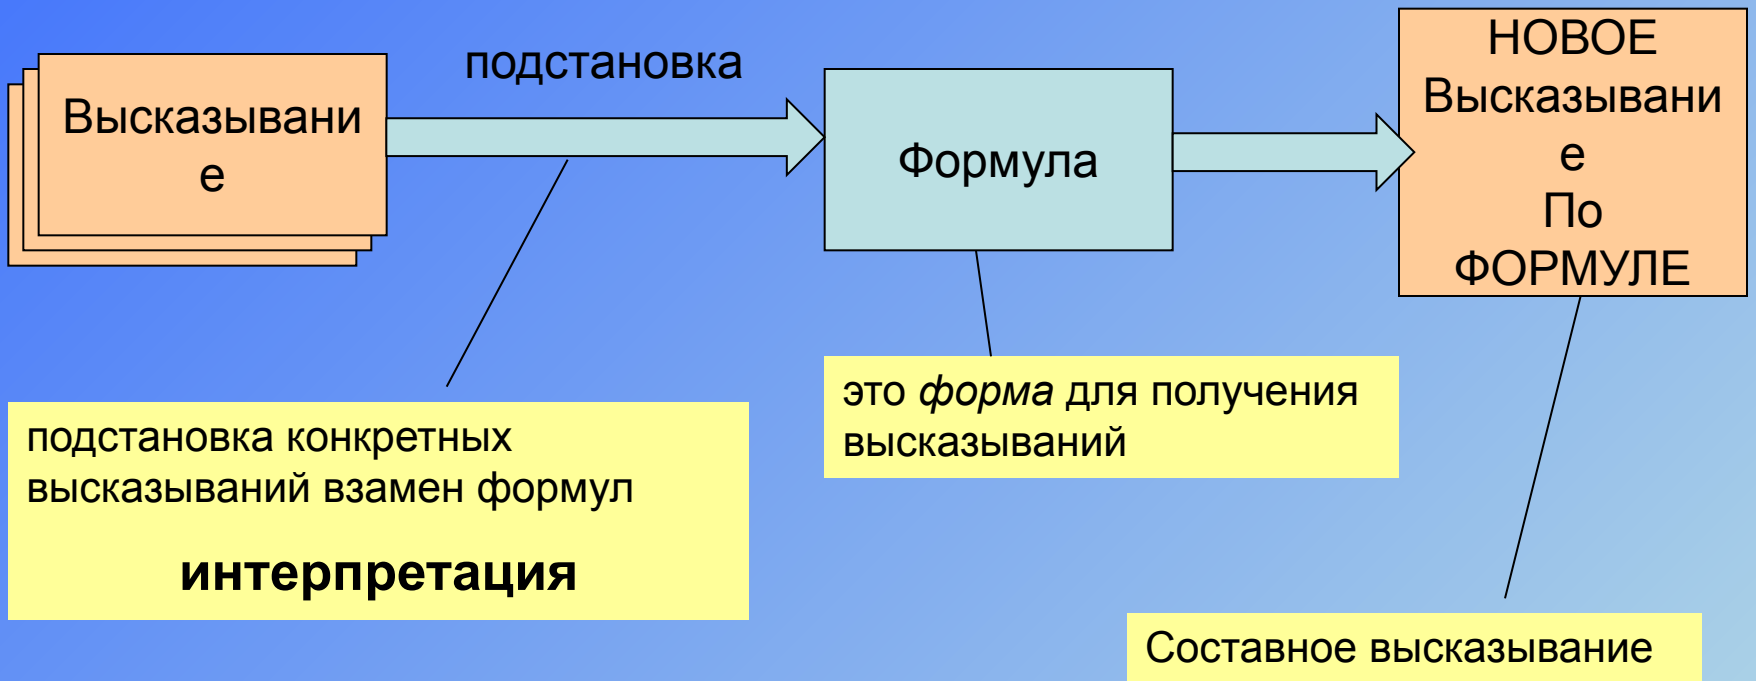 подстановка
Высказывани
е
Формула
НОВОЕ
Высказывани
е
По
ФОРМУЛЕ
подстановка конкретных
высказываний взамен формул
интерпретация
это форма для получения
высказываний
Составное высказывание